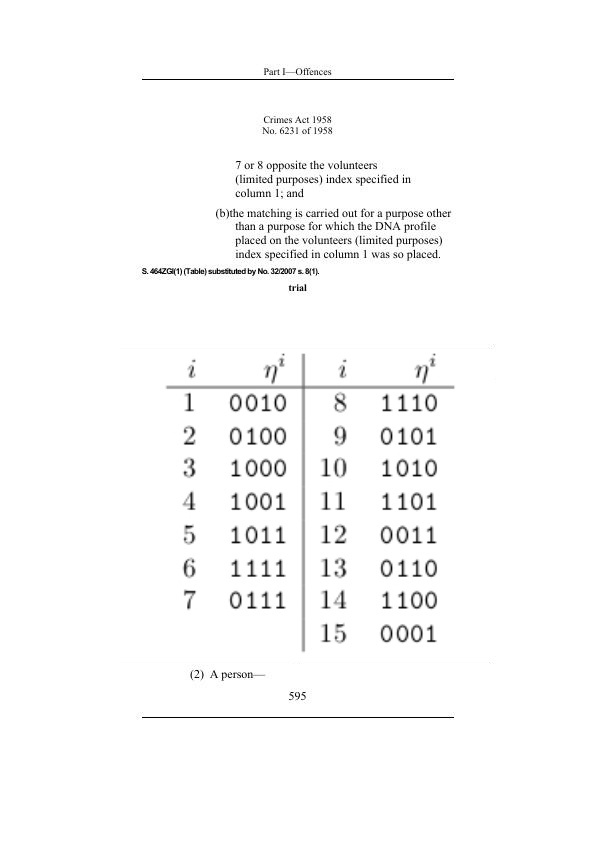 Part I—Offences
Crimes Act 1958
No. 6231 of 1958
7 or 8 opposite the volunteers
(limited purposes) index specified in
column 1; and
(b)the matching is carried out for a purpose other
than a purpose for which the DNA profile
placed on the volunteers (limited purposes)
index specified in column 1 was so placed.
S. 464ZGI(1) (Table) substituted by No. 32/2007 s. 8(1).
trial
i ηⁱ i ηⁱ
1 0010 8 1110
2 0100 9 0101
3 1000 10 1010
4 1001 11 1101
5 1011 12 0011
6 1111 13 0110
7 0111 14 1100
15 0001
(2) A person—
595